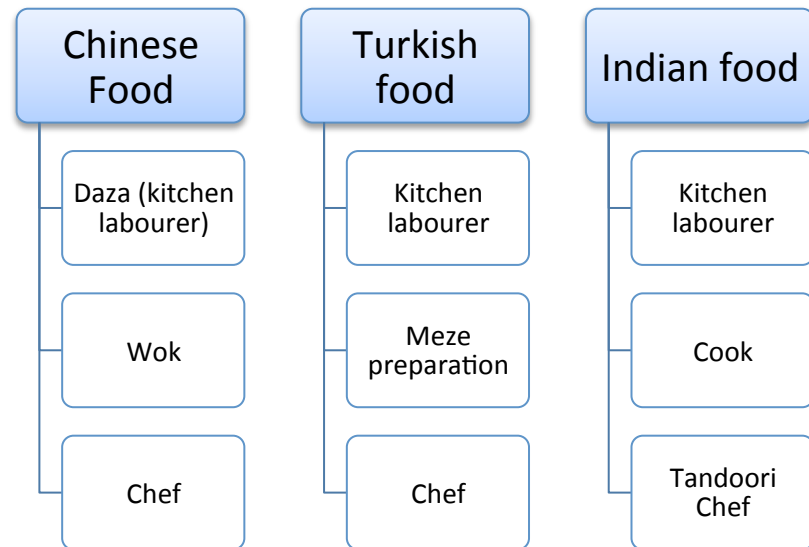 Chinese
Food
Daza (kitchen
labourer)
Wok
Chef
Turkish
food
Kitchen
labourer
Meze
preparation
Chef
Indian food
Kitchen
labourer
Cook
Tandoori
Chef